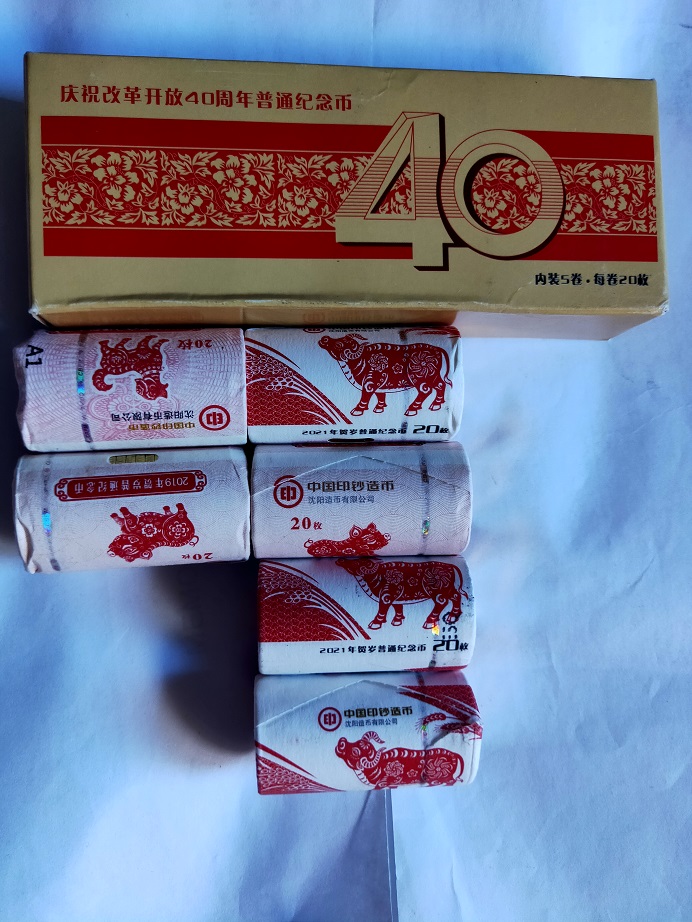 庆祝改革开放40周年普通纪念币
40
内装5卷·每卷20枚
A1
20枚
沈阳造币有限公司
中国印钞造币
2021年贺岁普通纪念币 20枚
2019年贺岁普通纪念币
20枚
中国印钞造币
沈阳造币有限公司
20枚
2021年贺岁普通纪念币 20枚
中国印钞造币
沈阳造币有限公司